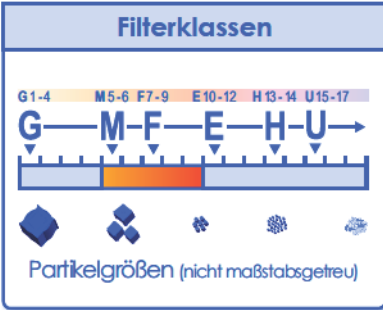 Filterklassen
G1-4 M5-6 F7-9 E10-12 H13-14 U15-17
G M F E H U
Partikelgrößen (nicht maßstabsgetreu)